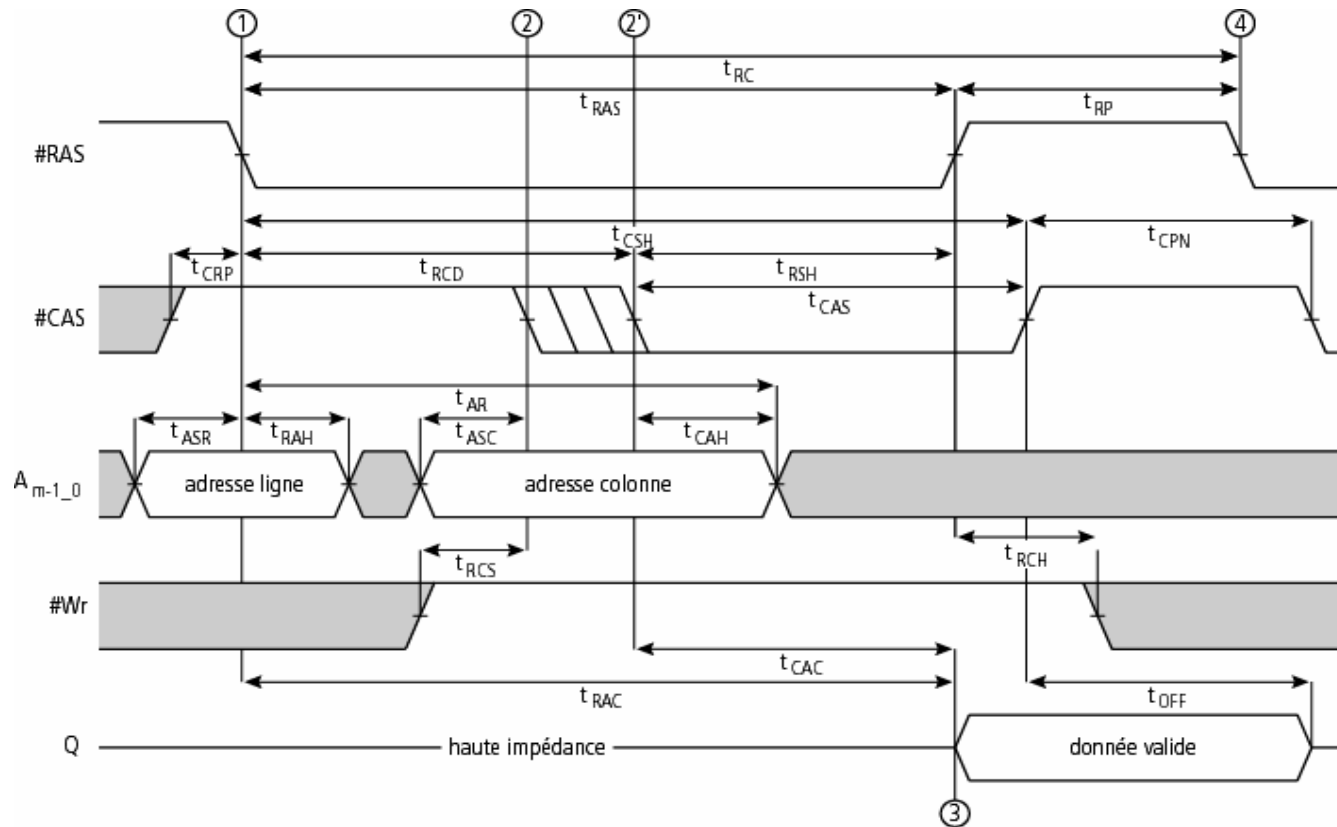 1 2 2' 4
tRC
tRAS tRP
#RAS
tCSH tCPN
tCRP tRCD tRSH
#CAS tCAS
tAR
tASR tRAH tASC tCAH
Am-1_0 adresse ligne adresse colonne
tRCS tRCH
#Wr
tCAC
tRAC tOFF
Q haute impédance donnée valide
3